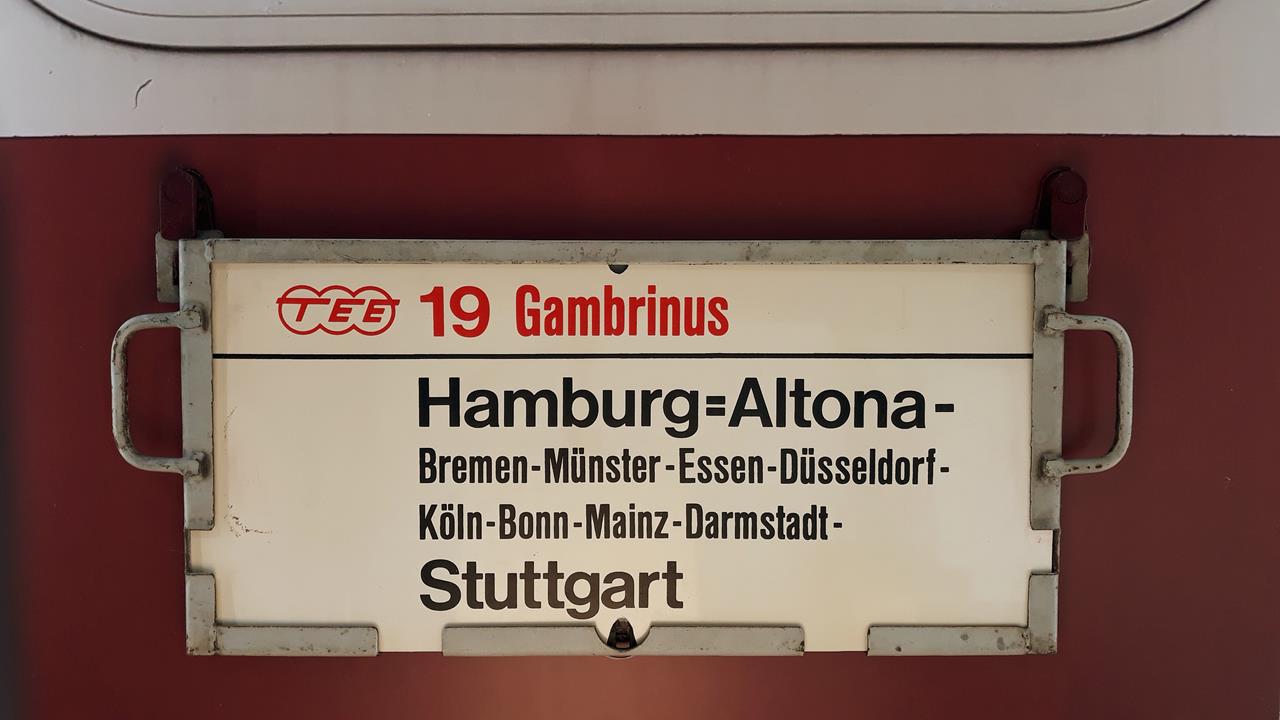 TEE 19 Gambrinus
Hamburg=Altona-
Bremen-Münster-Essen-Düsseldorf-
Köln-Bonn-Mainz-Darmstadt-
Stuttgart